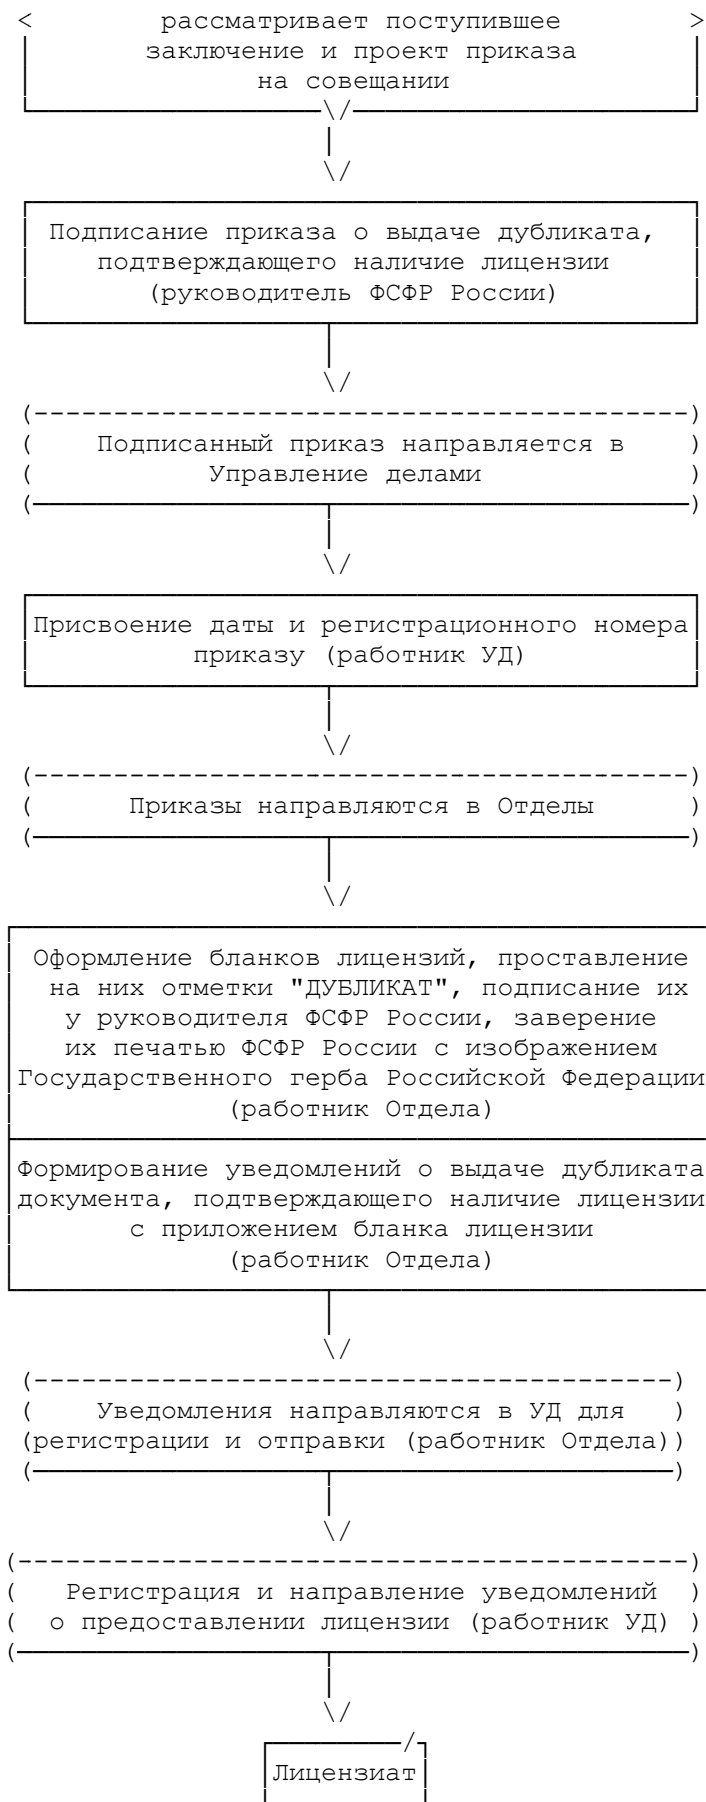 рассматривает поступившее
заключение и проект приказа
на совещании
Подписание приказа о выдаче дубликата,
подтверждающего наличие лицензии
(руководитель ФСФР России)
Подписанный приказ направляется в
Управление делами
Присвоение даты и регистрационного номера
приказу (работник УД)
Приказы направляются в Отделы
Оформление бланков лицензий, проставление
на них отметки "ДУБЛИКАТ", подписание их
у руководителя ФСФР России, заверение
их печатью ФСФР России с изображением
Государственного герба Российской Федерации
(работник Отдела)
Формирование уведомлений о выдаче дубликата
документа, подтверждающего наличие лицензии
с приложением бланка лицензии
(работник Отдела)
Уведомления направляются в УД для
регистрации и отправки (работник Отдела)
Регистрация и направление уведомлений
о предоставлении лицензии (работник УД)
Лицензиат